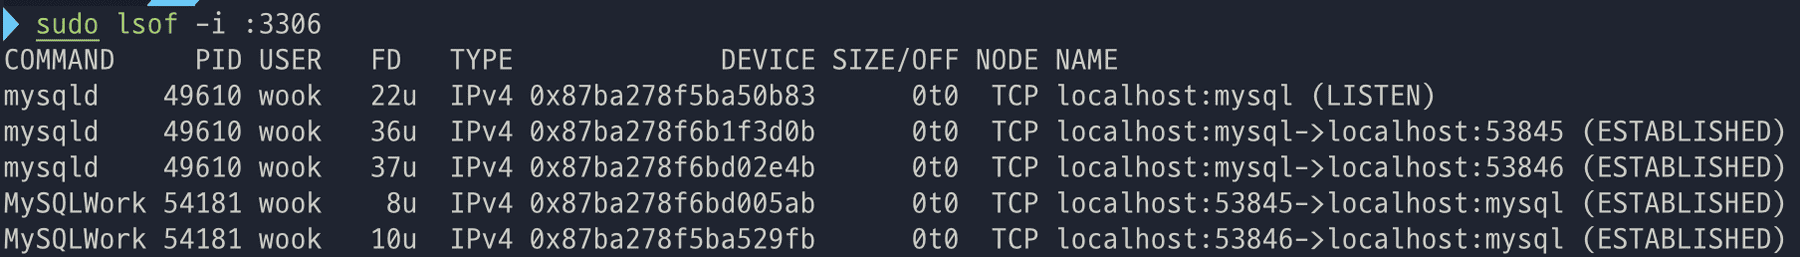 sudo lsof -i :3306
COMMAND     PID USER   FD   TYPE             DEVICE SIZE/OFF NODE NAME
mysqld    49610 wook   22u  IPv4 0x87ba278f5ba50b83      0t0  TCP localhost:mysql (LISTEN)
mysqld    49610 wook   36u  IPv4 0x87ba278f6b1f3d0b      0t0  TCP localhost:mysql->localhost:53845 (ESTABLISHED)
mysqld    49610 wook   37u  IPv4 0x87ba278f6bd02e4b      0t0  TCP localhost:mysql->localhost:53846 (ESTABLISHED)
MySQLWork 54181 wook    8u  IPv4 0x87ba278f6bd005ab      0t0  TCP localhost:53845->localhost:mysql (ESTABLISHED)
MySQLWork 54181 wook   10u  IPv4 0x87ba278f5ba529fb      0t0  TCP localhost:53846->localhost:mysql (ESTABLISHED)